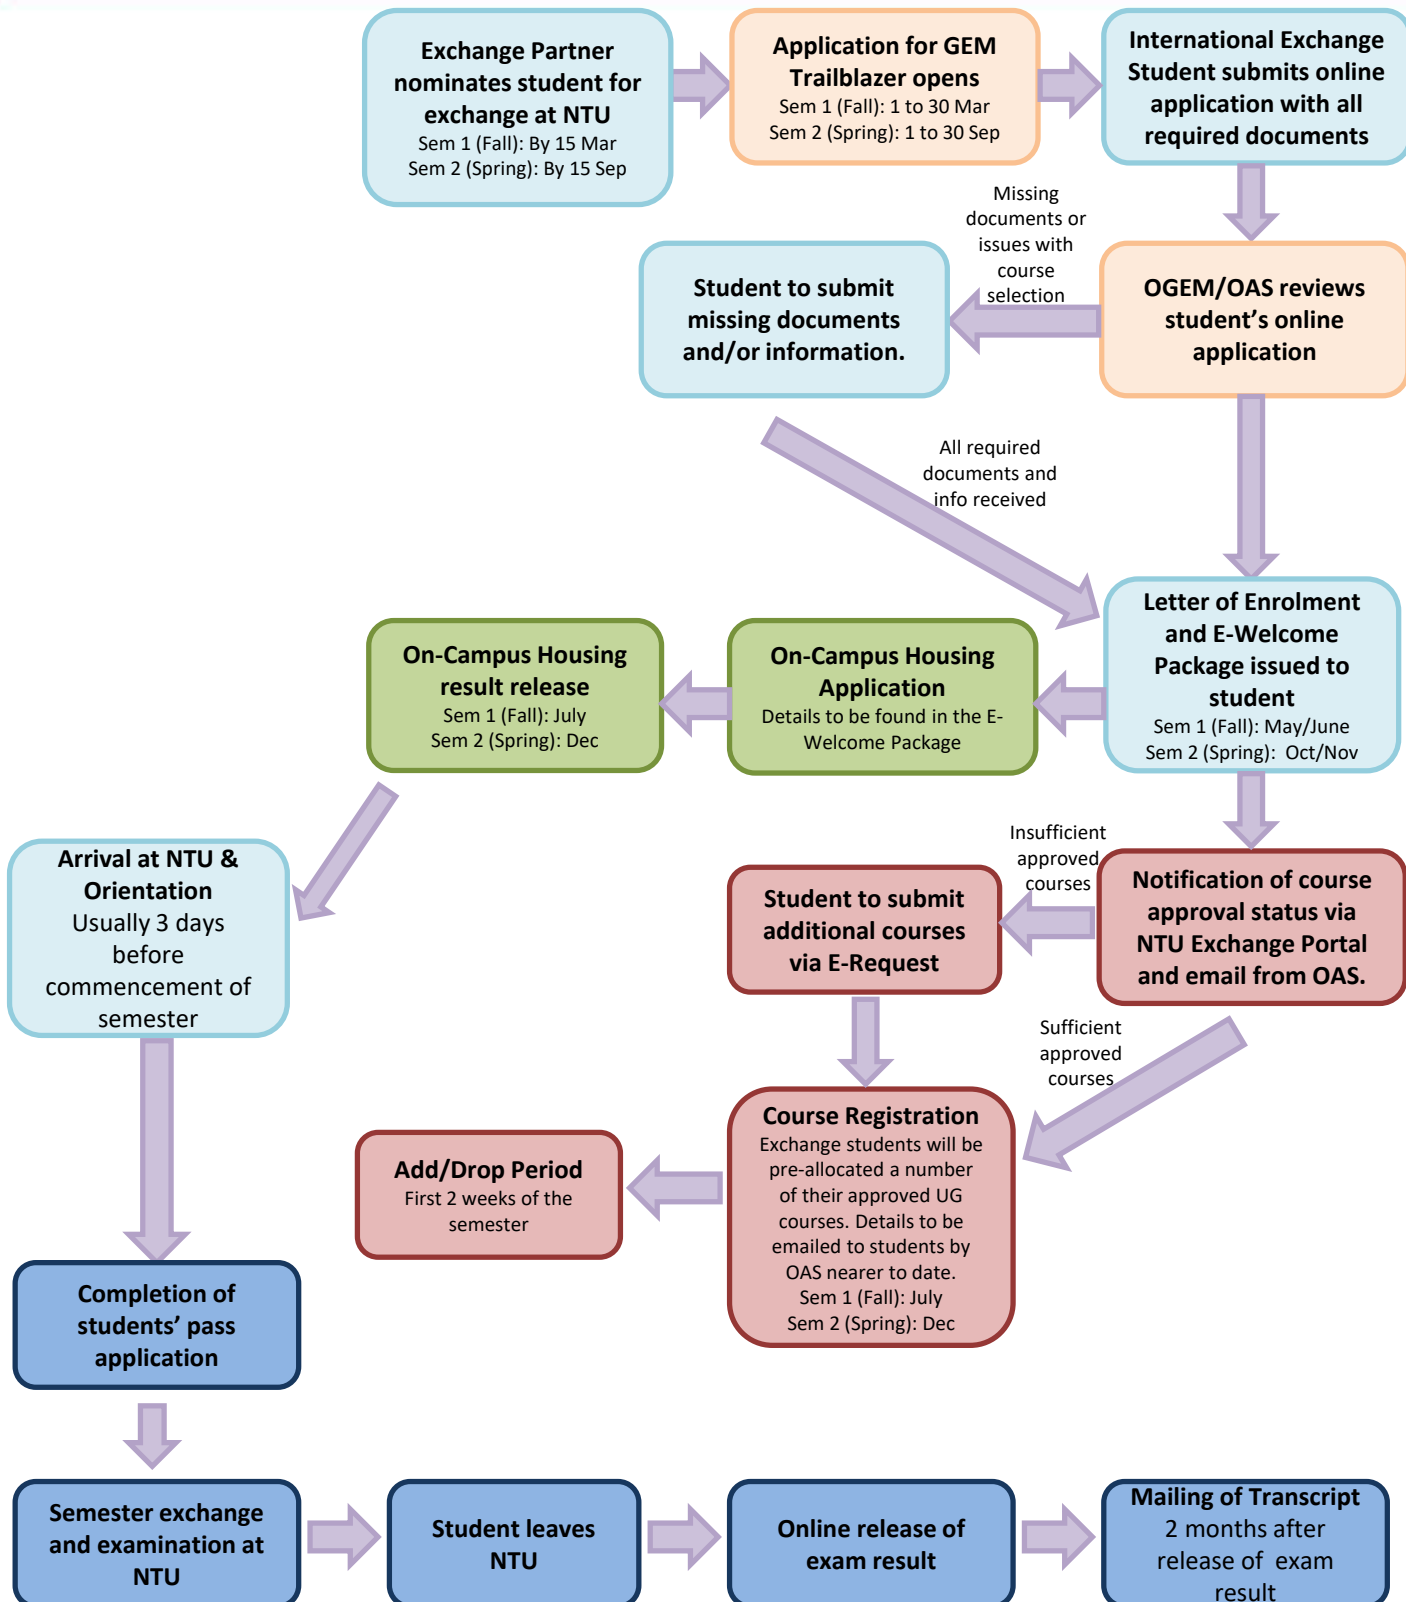 Exchange Partner
nominates student for
exchange at NTU
Sem 1 (Fall): By 15 Mar
Sem 2 (Spring): By 15 Sep
Application for GEM
Trailblazer opens
Sem 1 (Fall): 1 to 30 Mar
Sem 2 (Spring): 1 to 30 Sep
International Exchange
Student submits online
application with all
required documents
Missing
documents or
issues with
course
selection
Student to submit
missing documents
and/or information.
OGEM/OAS reviews
student’s online
application
All required
documents and
info received
Letter of Enrolment
and E-Welcome
Package issued to
student
Sem 1 (Fall): May/June
Sem 2 (Spring):  Oct/Nov
On-Campus Housing
Application
Details to be found in the E-
Welcome Package
On-Campus Housing
result release
Sem 1 (Fall): July
Sem 2 (Spring): Dec
Arrival at NTU &
Orientation
Usually 3 days
before
commencement of
semester
Insufficient
approved
courses
Notification of course
approval status via
NTU Exchange Portal
and email from OAS.
Student to submit
additional courses
via E-Request
Sufficient
approved
courses
Course Registration
Exchange students will be
pre-allocated a number
of their approved UG
courses. Details to be
emailed to students by
OAS nearer to date.
Sem 1 (Fall): July
Sem 2 (Spring): Dec
Add/Drop Period
First 2 weeks of the
semester
Completion of
students’ pass
application
Semester exchange
and examination at
NTU
Student leaves
NTU
Online release of
exam result
Mailing of Transcript
2 months after
release of  exam
result